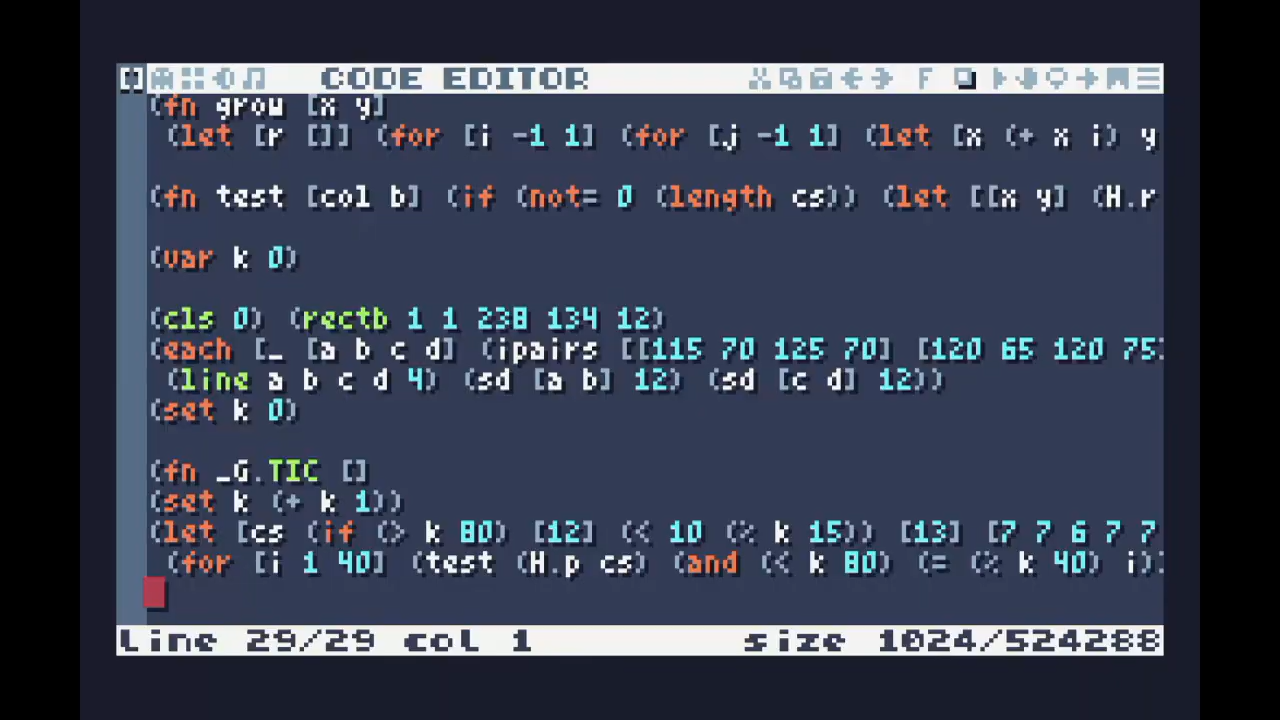 CODE EDITOR F
(fn grow [x y]
(let [r []] (for [i -1 1] (for [j -1 1] (let [x (+ x i) y
(fn test [col b] (if (not= 0 (length cs)) (let [[x y] (H.r
(var k 0)
(cls 0) (rectb 1 1 238 134 12)
(each [_ [a b c d] (ipairs [[115 70 125 70] [120 65 120 75]
(line a b c d 4) (sd [a b] 12) (sd [c d] 12))
(set k 0)
(fn _G.TIC []
(set k (+ k 1))
(let [cs (if (> k 80) [12] (< 10 (% k 15)) [13] [7 7 6 7 7
(for [i 1 40] (test (H.p cs) (and (< k 80) (= (% k 40) i))
line 29/29 col 1 size 1024/524288